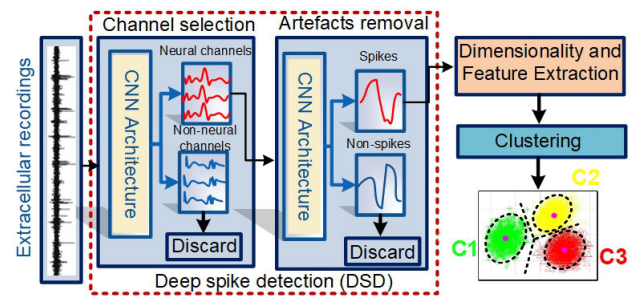 Channel selection
Artefacts removal
Extracellular recordings
CNN Architecture
Neural channels
Non-neural
channels
Discard
CNN Architecture
Spikes
Non-spikes
Discard
Deep spike detection (DSD)
Dimensionality and
Feature Extraction
Clustering
C1
C2
C3